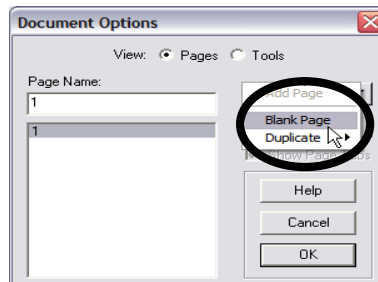 Document Options
View: Pages Tools
Page Name:
Add Page
1
Blank Page
1
Duplicate
Show Page Tabs
Help
Cancel
OK